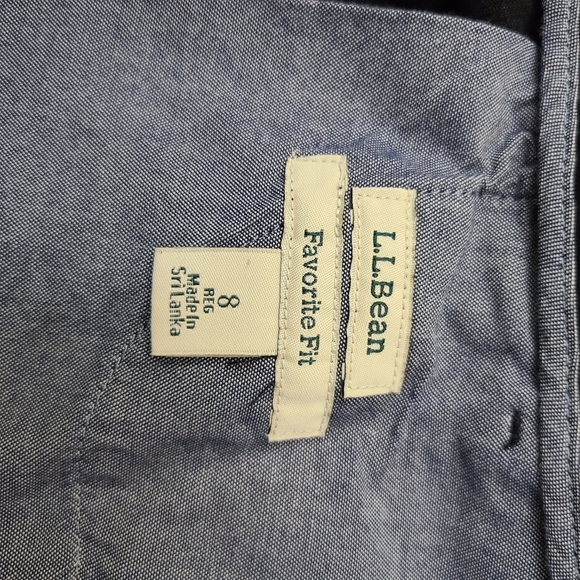 L.L.Bean
Favorite Fit
8
REG
Made In
Sri Lanka